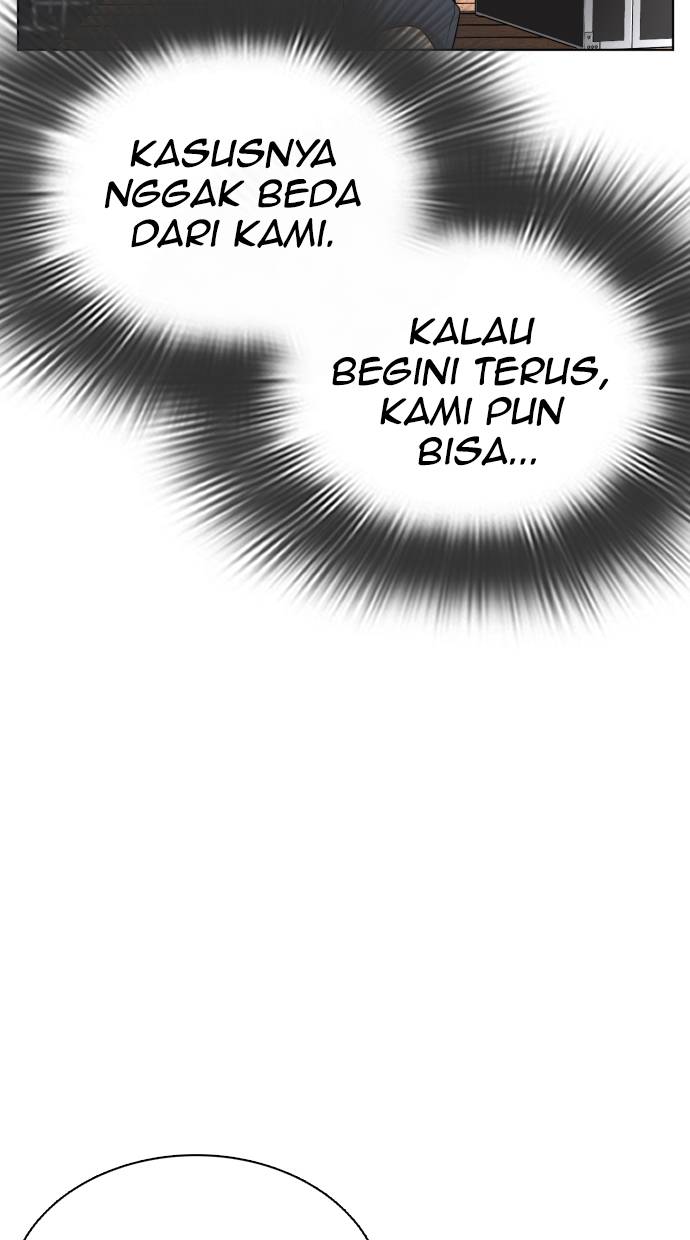 KASUSNYA
NGGAK BEDA
DARI KAMI.
KALAU
BEGINI TERUS,
KAMI PUN
BISA...